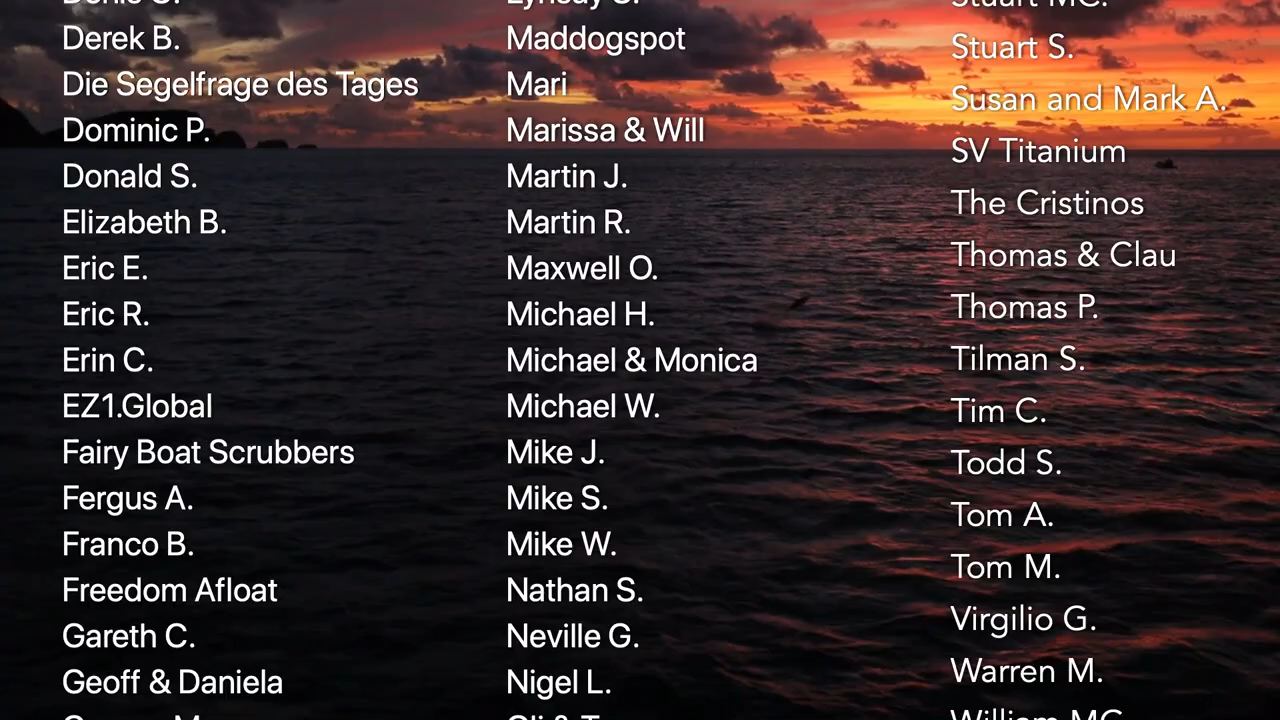 Derek B.
Die Segelfrage des Tages
Dominic P.
Donald S.
Elizabeth B.
Eric E.
Eric R.
Erin C.
EZ1.Global
Fairy Boat Scrubbers
Fergus A.
Franco B.
Freedom Afloat
Gareth C.
Geoff & Daniela
Maddogspot
Mari
Marissa & Will
Martin J.
Martin R.
Maxwell O.
Michael H.
Michael & Monica
Michael W.
Mike J.
Mike S.
Mike W.
Nathan S.
Neville G.
Nigel L.
Stuart MC.
Stuart S.
Susan and Mark A.
SV Titanium
The Cristinos
Thomas & Clau
Thomas P.
Tilman S.
Tim C.
Todd S.
Tom A.
Tom M.
Virgilio G.
Warren M.